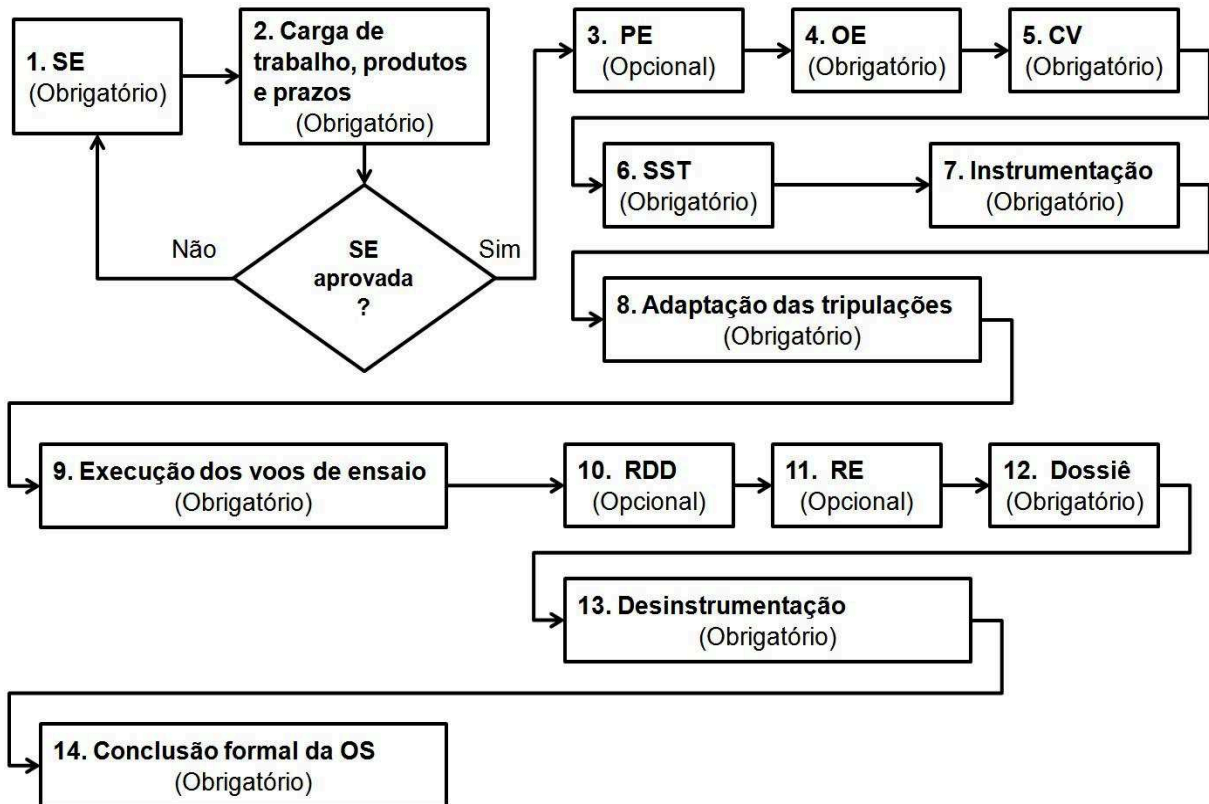 1. SE
(Obrigatório)
2. Carga de
trabalho, produtos
e prazos
(Obrigatório)
3. PE
(Opcional)
4. OE
(Obrigatório)
5. CV
(Obrigatório)
Não
SE
aprovada
?
Sim
6. SST
(Obrigatório)
7. Instrumentação
(Obrigatório)
8. Adaptação das tripulações
(Obrigatório)
9. Execução dos voos de ensaio
(Obrigatório)
10. RDD
(Opcional)
11. RE
(Opcional)
12. Dossiê
(Obrigatório)
13. Desinstrumentação
(Obrigatório)
14. Conclusão formal da OS
(Obrigatório)